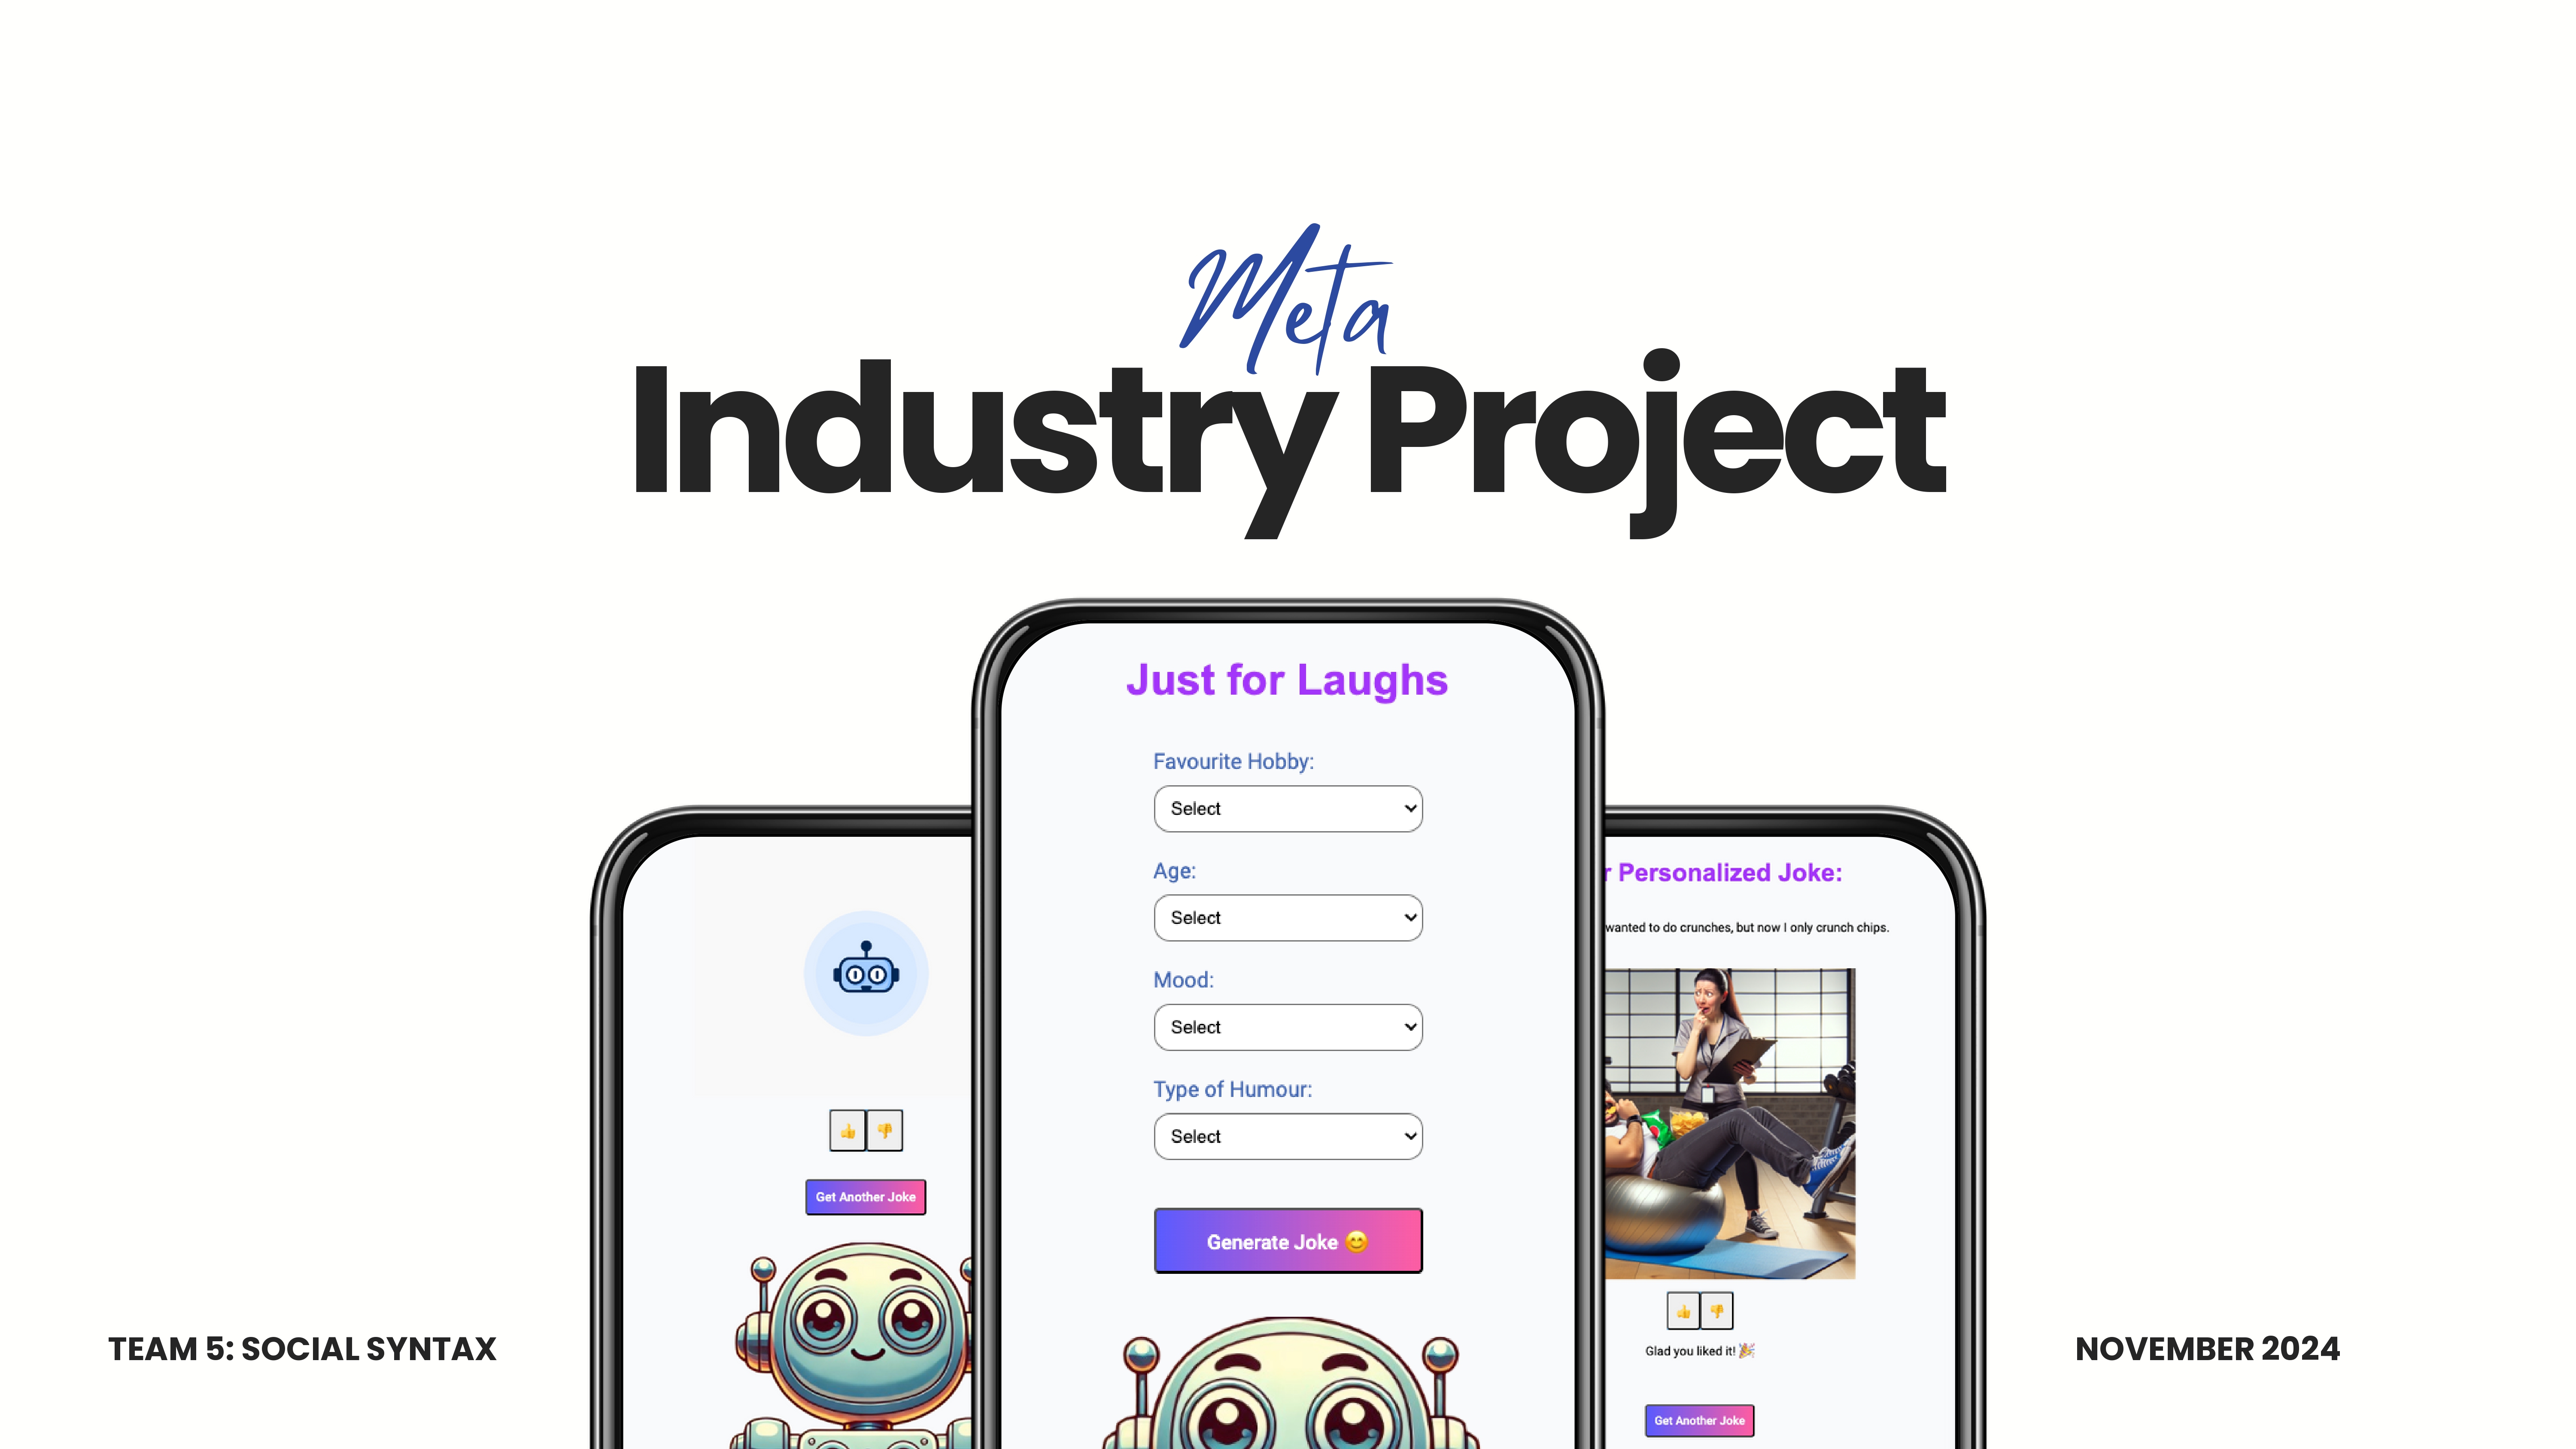 Meta
Industry Project
Just for Laughs
Favourite Hobby:
Select
Age:
Select
Mood:
Select
Type of Humour:
Select
Generate Joke 😊
👍 👎
Get Another Joke
r Personalized Joke:
wanted to do crunches, but now I only crunch chips.
👍 👎
Glad you liked it! 🎉
Get Another Joke
TEAM 5: SOCIAL SYNTAX
NOVEMBER 2024